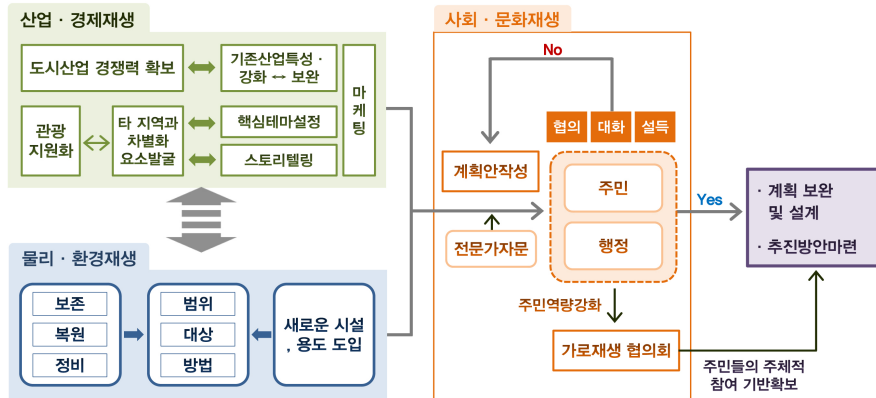 산업 · 경제재생
도시산업 경쟁력 확보
기존산업특성 ·
강화 ↔ 보완
마
케
팅
관광
지원화
타 지역과
차별화
요소발굴
핵심테마설정
스토리텔링
물리 · 환경재생
보존
복원
정비
범위
대상
방법
새로운 시설
, 용도 도입
사회 · 문화재생
No
협의 대화 설득
계획안작성
주민
행정
전문가자문
주민역량강화
가로재생 협의회
Yes
· 계획 보완
및 설계
· 추진방안마련
주민들의 주체적
참여 기반확보